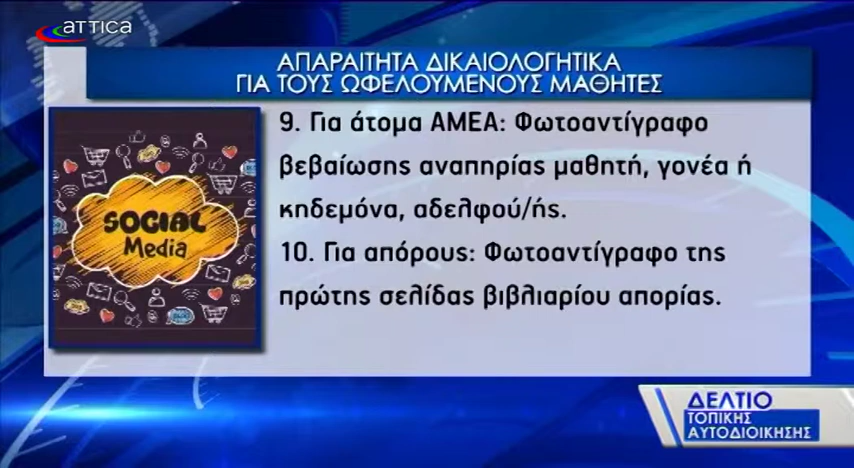 ATTICA
ΑΠΑΡΑΙΤΗΤΑ ΔΙΚΑΙΟΛΟΓΗΤΙΚΑ
ΓΙΑ ΤΟΥΣ ΩΦΕΛΟΥΜΕΝΟΥΣ ΜΑΘΗΤΕΣ
9. Για άτομα ΑΜΕΑ: Φωτοαντίγραφο
βεβαίωσης αναπηρίας μαθητή, γονέα ή
κηδεμόνα, αδελφού/ής.
10. Για απόρους: Φωτοαντίγραφο της
πρώτης σελίδας βιβλιαρίου απορίας.
SOCIAL
Media
ΔΕΛΤΙΟ
ΤΟΠΙΚΗΣ
ΑΥΤΟΔΙΟΙΚΗΣΗΣ